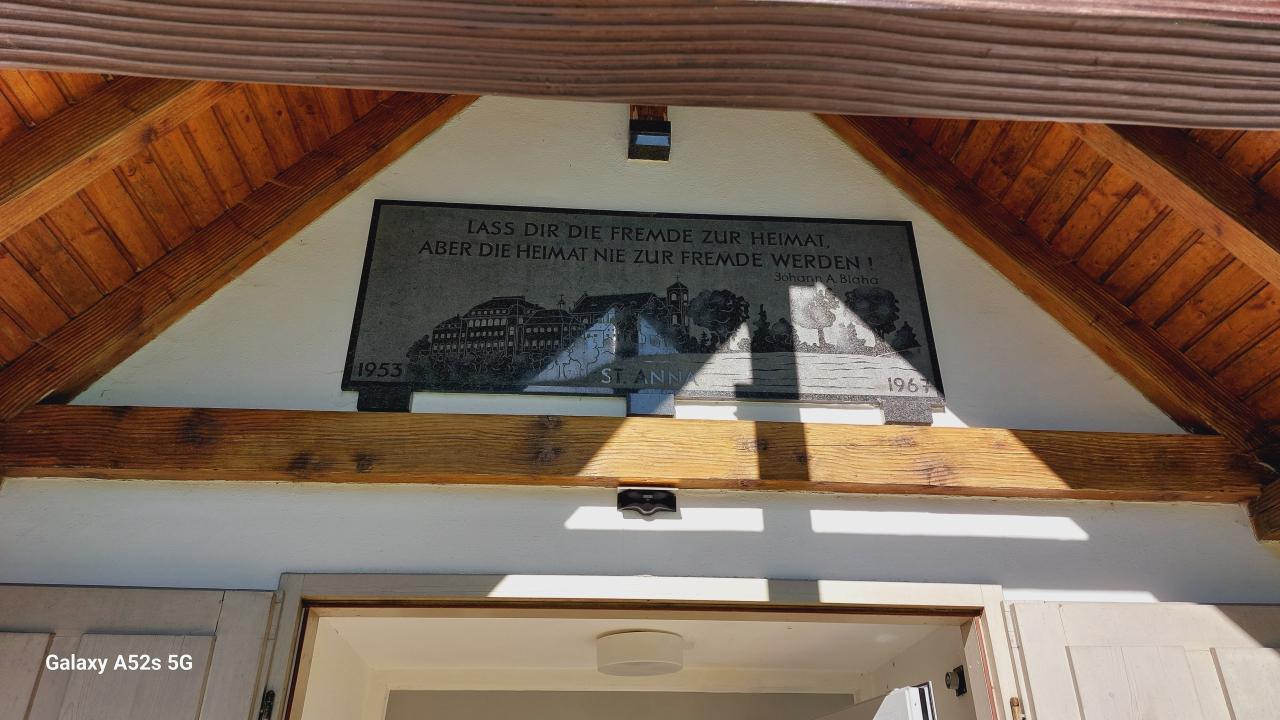 LASS DIR DIE FREMDE ZUR HEIMAT,
ABER DIE HEIMAT NIE ZUR FREMDE WERDEN !
Johann A. Blaha
1953
ST. ANNA
1967
Galaxy A52s 5G